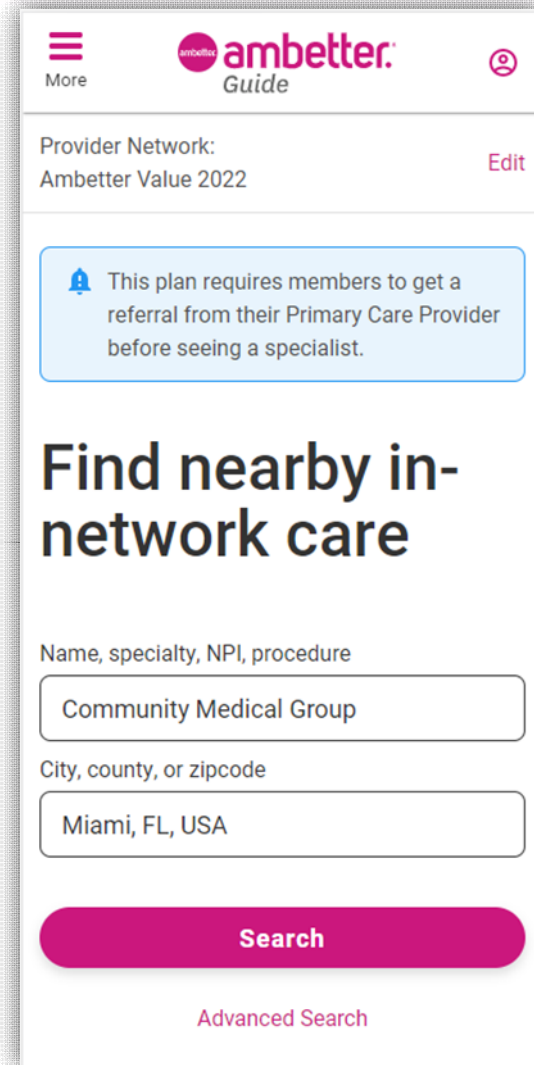 More
ambetter
ambetter.
Guide
Provider Network:
Ambetter Value 2022
Edit
This plan requires members to get a
referral from their Primary Care Provider
before seeing a specialist.
Find nearby in-
network care
Name, specialty, NPI, procedure
Community Medical Group
City, county, or zipcode
Miami, FL, USA
Search
Advanced Search